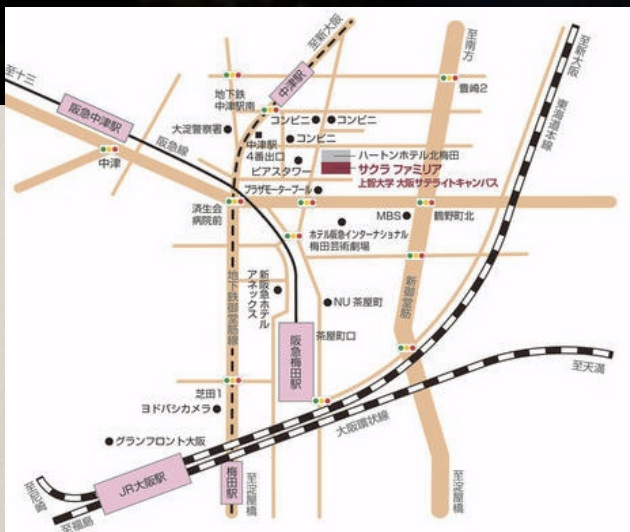 至新大阪
至十三
阪急中津駅
地下鉄
中津駅南
中津駅
至南方
豊崎2
至新大阪
東海道本線
コンビニ
コンビニ
大淀警察署
コンビニ
中津駅
4番出口
阪急線
中津
ピアスタワー
ハートンホテル北梅田
サクラ ファミリア
上智大学 大阪サテライトキャンパス
プラザモータープール
済生会
病院前
MBS
鶴野町北
ホテル阪急インターナショナル
梅田芸術劇場
地下鉄御堂筋線
新阪急ホテル
アネックス
NU 茶屋町
新御堂筋
茶屋町口
阪急梅田駅
至天満
芝田1
ヨドバシカメラ
大阪環状線
グランフロント大阪
JR大阪駅
梅田駅
至淀屋橋
至淀屋橋
至尼崎
至福島